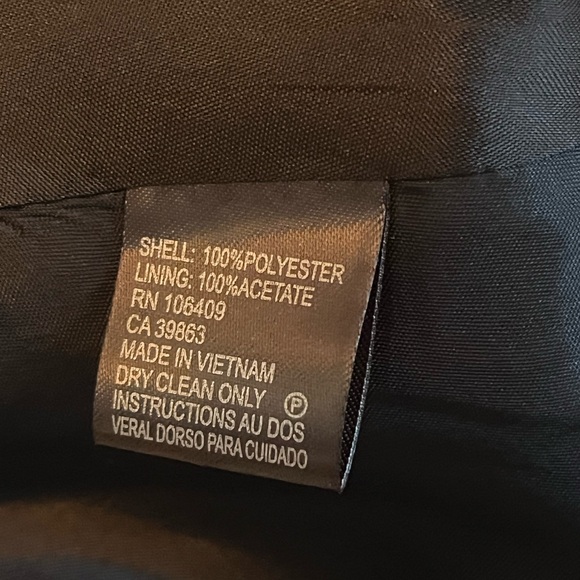 SHELL: 100%POLYESTER
LINING: 100%ACETATE
RN 106409
CA 39863
MADE IN VIETNAM
DRY CLEAN ONLY Ⓟ
INSTRUCTIONS AU DOS
VERAL DORSO PARA CUIDADO